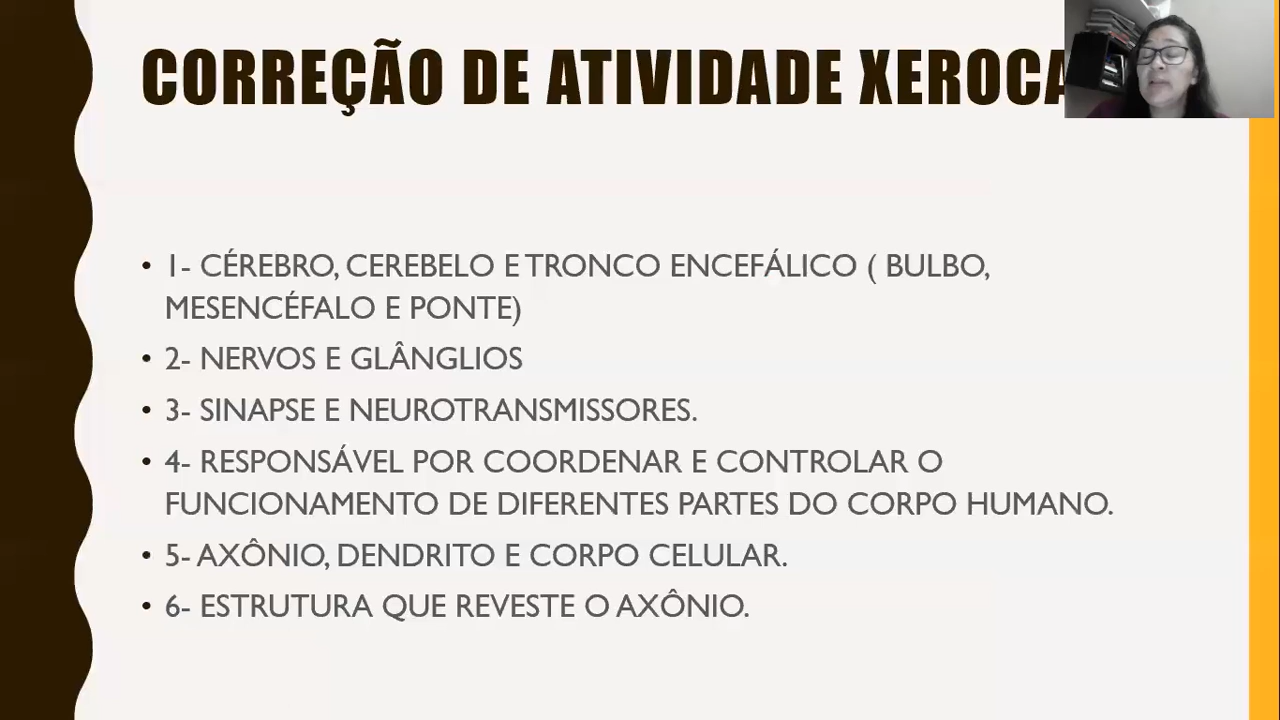 CORREÇÃO DE ATIVIDADE
• 1- CÉREBRO, CEREBELO E TRONCO ENCEFÁLICO ( BULBO,
MESENCÉFALO E PONTE)
• 2- NERVOS E GLÂNGLIOS
• 3- SINAPSE E NEUROTRANSMISSORES.
• 4- RESPONSÁVEL POR COORDENAR E CONTROLAR O
FUNCIONAMENTO DE DIFERENTES PARTES DO CORPO HUMANO.
• 5- AXÔNIO, DENDRITO E CORPO CELULAR.
• 6- ESTRUTURA QUE REVESTE O AXÔNIO.